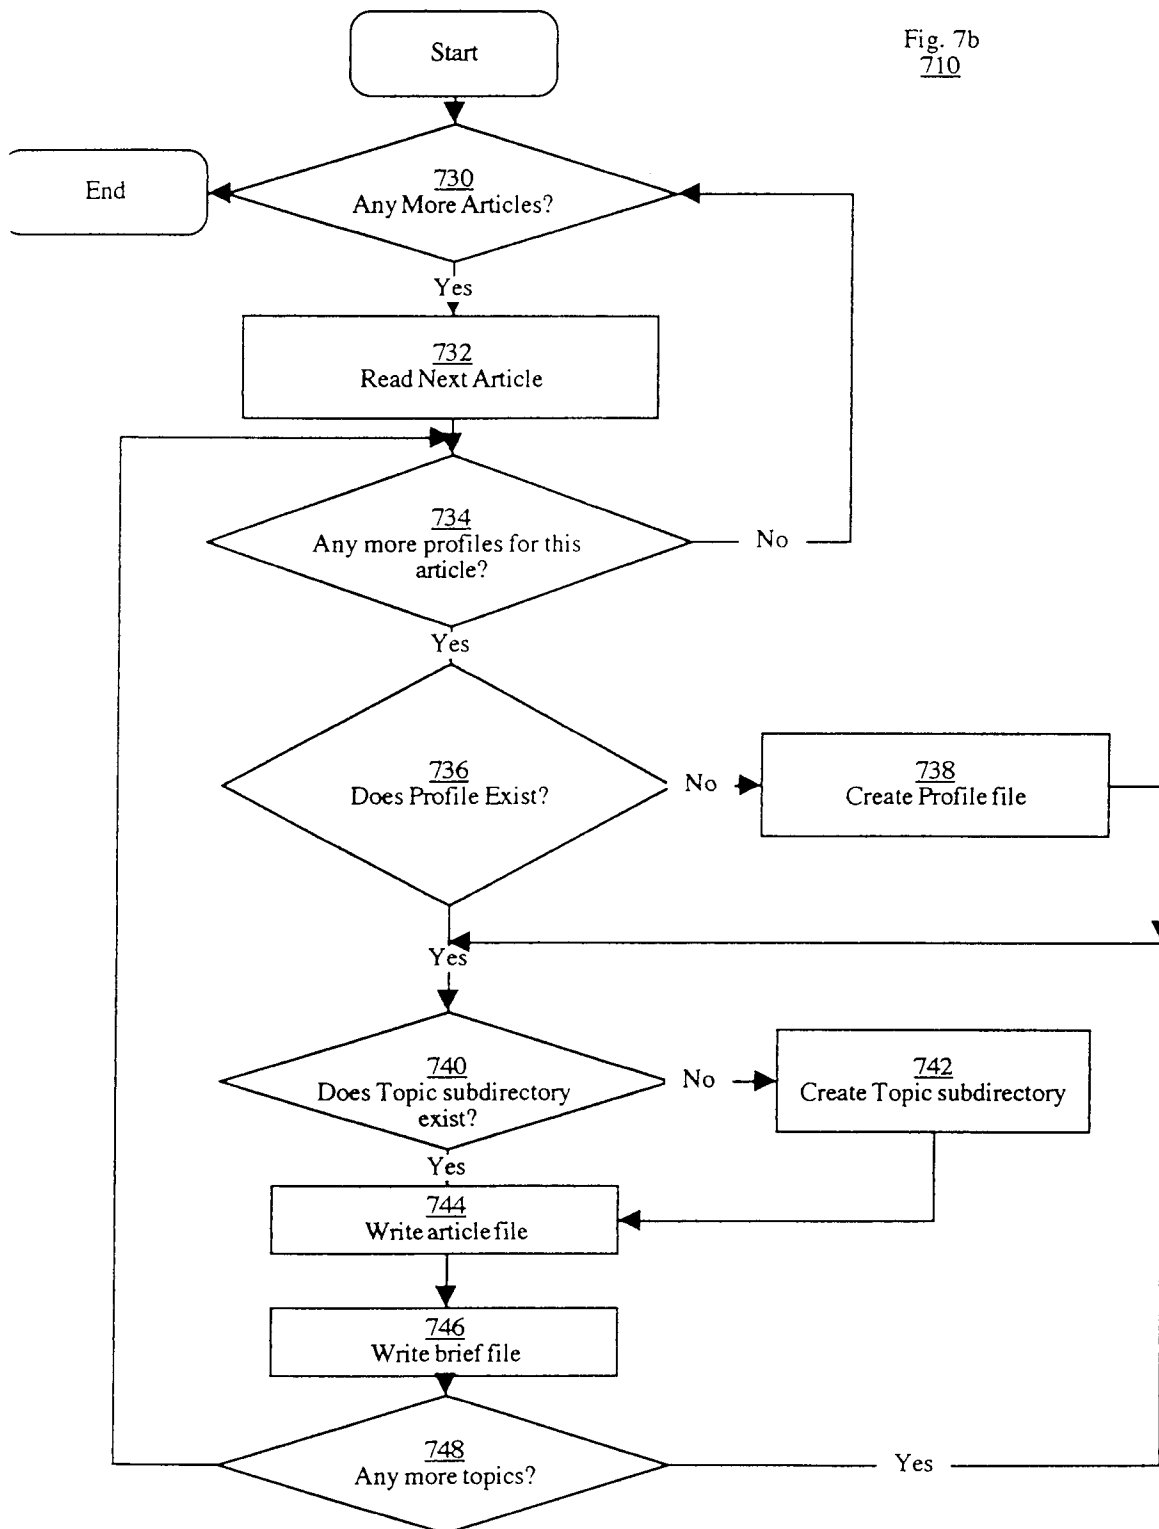 Fig. 7b
710
Start
End
730
Any More Articles?
Yes
732
Read Next Article
734
Any more profiles for this
article?
No
Yes
736
Does Profile Exist?
No
738
Create Profile file
Yes
740
Does Topic subdirectory
exist?
No
742
Create Topic subdirectory
Yes
744
Write article file
746
Write brief file
748
Any more topics?
Yes